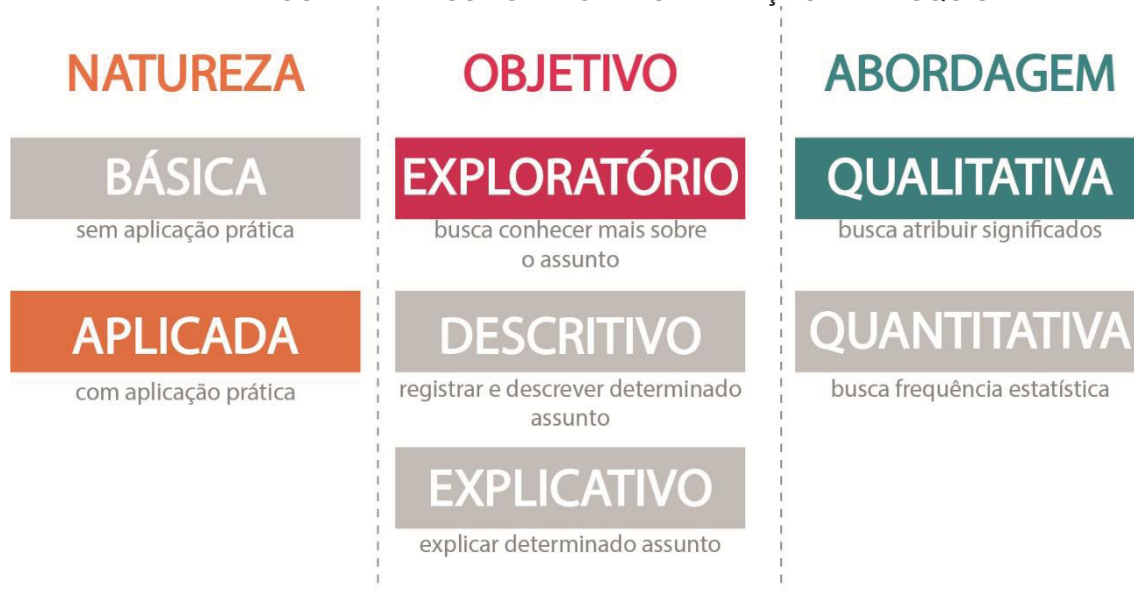 NATUREZA
BÁSICA
sem aplicação prática
APLICADA
com aplicação prática
OBJETIVO
EXPLORATÓRIO
busca conhecer mais sobre
o assunto
DESCRITIVO
registrar e descrever determinado
assunto
EXPLICATIVO
explicar determinado assunto
ABORDAGEM
QUALITATIVA
busca atribuir significados
QUANTITATIVA
busca frequência estatística